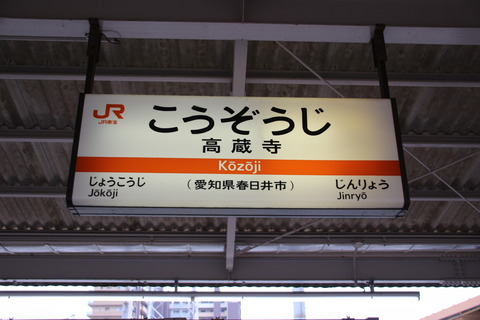 JR
JR東海
こうぞうじ
高蔵寺
Kōzōji
じょうこうじ
Jōkōji
(愛知県春日井市)
じんりょう
Jinryō